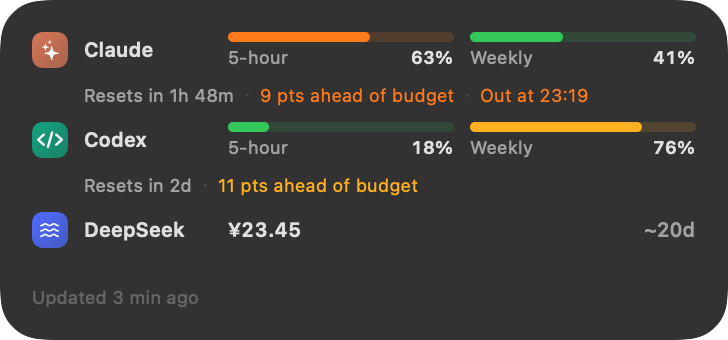 Claude
5-hour 63% Weekly 41%
Resets in 1h 48m · 9 pts ahead of budget · Out at 23:19
</> Codex
5-hour 18% Weekly 76%
Resets in 2d · 11 pts ahead of budget
DeepSeek ¥23.45 ~20d
Updated 3 min ago